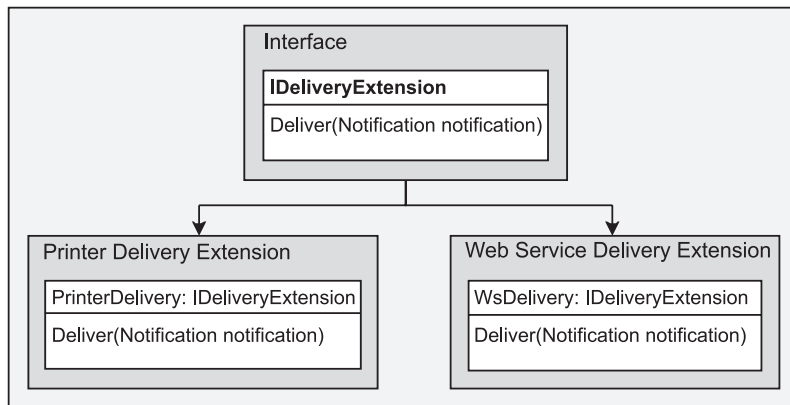 Interface
IDeliveryExtension
Deliver(Notification notification)
Printer Delivery Extension
PrinterDelivery: IDeliveryExtension
Deliver(Notification notification)
Web Service Delivery Extension
WsDelivery: IDeliveryExtension
Deliver(Notification notification)